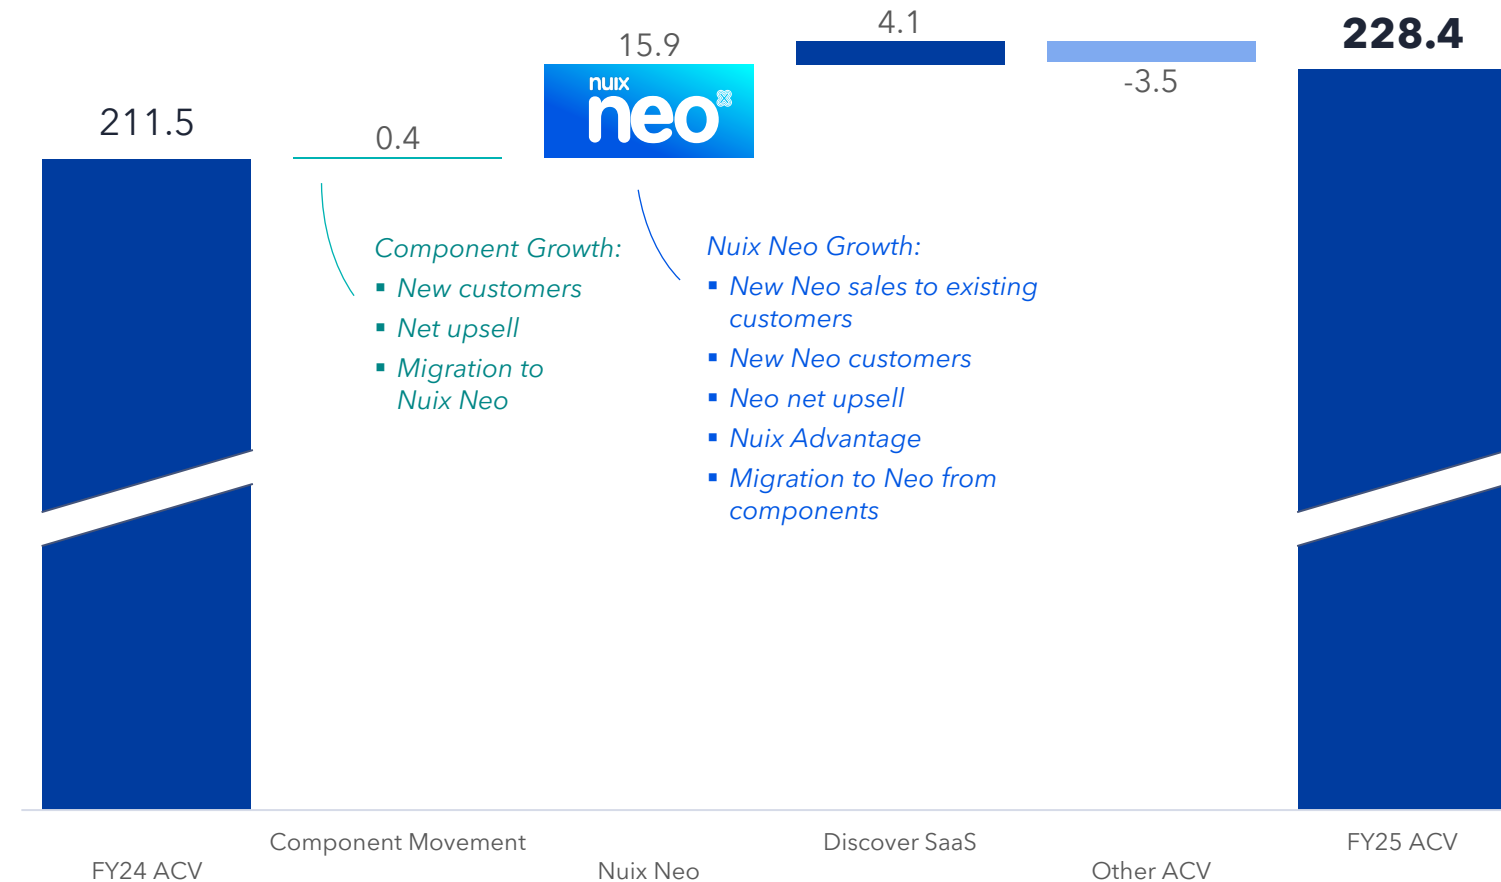 211.5
0.4
15.9
4.1
-3.5
228.4
nuix
neo
Component Growth:
▪ New customers
▪ Net upsell
▪ Migration to
Nuix Neo
Nuix Neo Growth:
▪ New Neo sales to existing
customers
▪ New Neo customers
▪ Neo net upsell
▪ Nuix Advantage
▪ Migration to Neo from
components
FY24 ACV
Component Movement
Nuix Neo
Discover SaaS
Other ACV
FY25 ACV